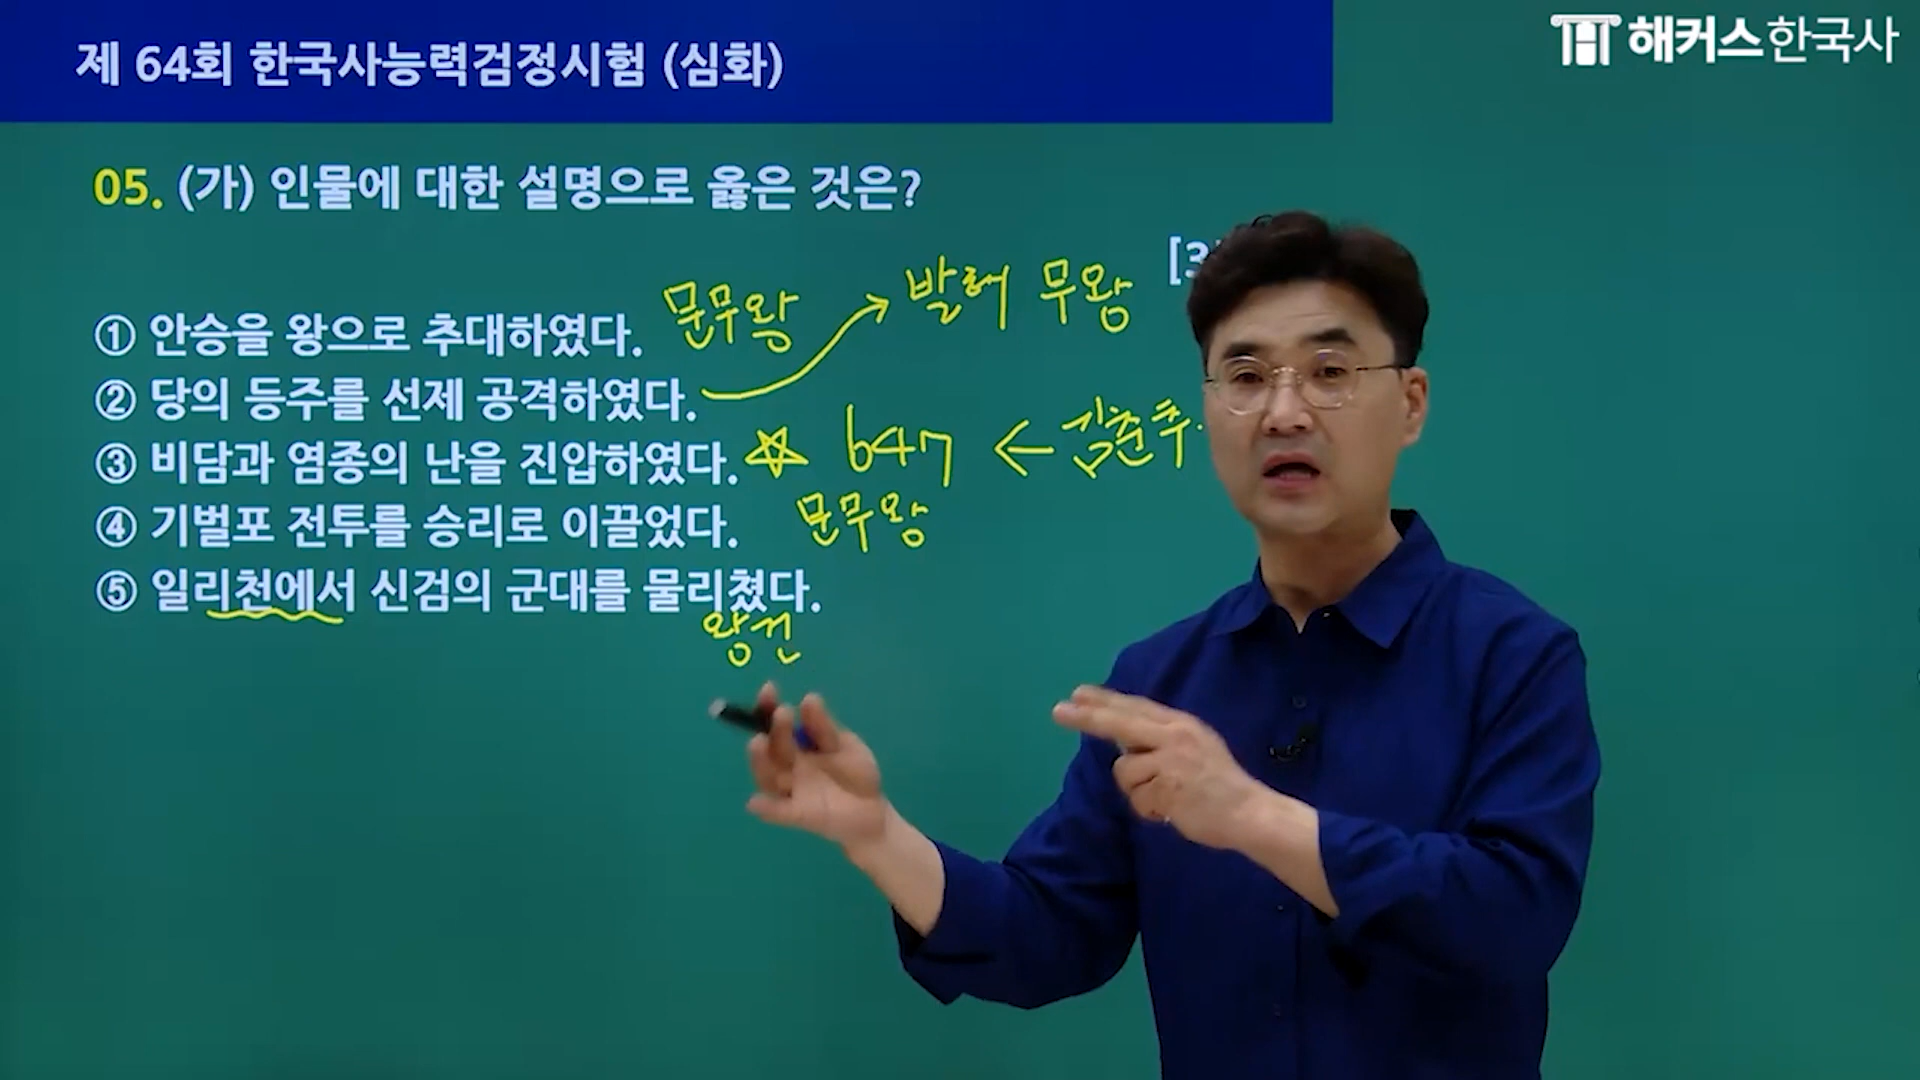 제 64회 한국사능력검정시험 (심화)
해커스한국사
05. (가) 인물에 대한 설명으로 옳은 것은?
[3
① 안승을 왕으로 추대하였다. 문무왕
② 당의 등주를 선제 공격하였다. → 발해 무왕
③ 비담과 염종의 난을 진압하였다. ☆ 647 ← 김춘추.
④ 기벌포 전투를 승리로 이끌었다. 문무왕
⑤ 일리천에서 신검의 군대를 물리쳤다.
왕건